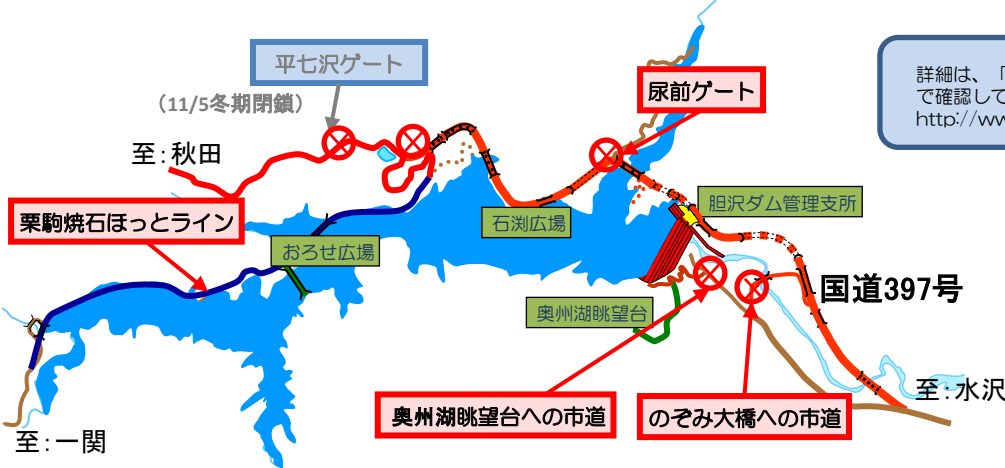 平七沢ゲート
(11/5冬期閉鎖)
至:秋田
尿前ゲート
詳細は、「
で確認して
http://ww
栗駒焼石ほっとライン
おろせ広場
石渕広場
胆沢ダム管理支所
国道397号
奥州湖眺望台
奥州湖眺望台への市道
のぞみ大橋への市道
至:水沢
至:一関